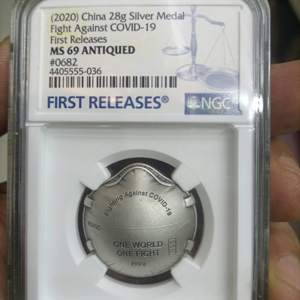 (2020) China 28g Silver Medal
Fight Against COVID-19
First Releases
MS 69 ANTIQUED
#0682
4405555-036
FIRST RELEASES®
NGC
Fighting Against COVID-19
ONE WORLD
ONE FIGHT